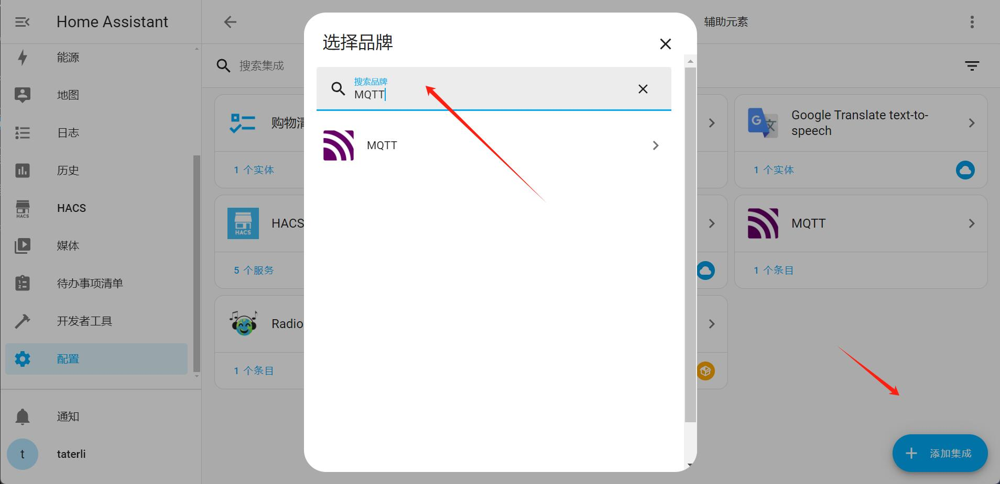 Home Assistant
能源
地图
日志
历史
HACS
HACS
媒体
待办事项清单
开发者工具
配置
通知
t
taterli
辅助元素
搜索集成
选择品牌
搜索品牌
MQTT
MQTT
购物清
1 个实体
G
文
Google Translate text-to-
speech
1 个实体
HACS
HACS
5 个服务
MQTT
1 个条目
Radio
1 个条目
添加集成